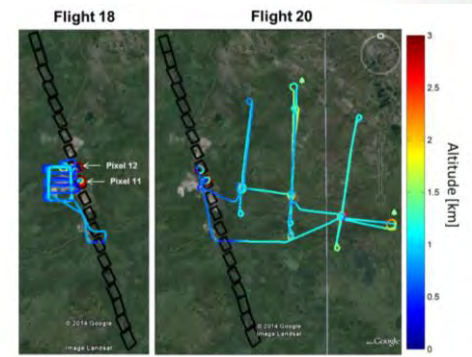 Flight 18
Flight 20
Pixel 12
Pixel 11
© 2014 Google
Image Landsat
© 2014 Google
Image Landsat
Google
3
2.5
2
1.5
1
0.5
0
Altitude [km]